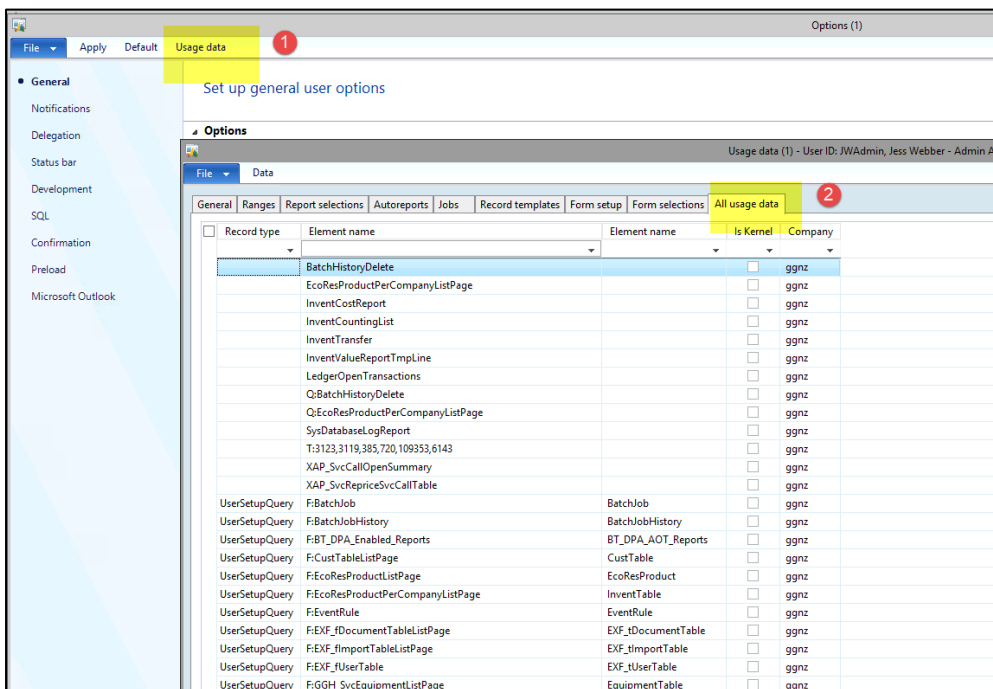 Options (1)
File Apply Default Usage data 1
General
Notifications
Delegation
Status bar
Development
SQL
Confirmation
Preload
Microsoft Outlook
Set up general user options
Options
Usage data (1) - User ID: JWAdmin, Jess Webber - Admin A
File Data
General Ranges Report selections Autoreports Jobs Record templates Form setup Form selections All usage data 2
Record type Element name Element name Is Kernel Company
BatchHistoryDelete ggnz
EcoResProductPerCompanyListPage ggnz
InventCostReport ggnz
InventCountingList ggnz
InventTransfer ggnz
InventValueReportTmpLine ggnz
LedgerOpenTransactions ggnz
Q:BatchHistoryDelete ggnz
Q:EcoResProductPerCompanyListPage ggnz
SysDatabaseLogReport ggnz
T:3123,3119,385,720,109353,6143 ggnz
XAP_SvcCallOpenSummary ggnz
XAP_SvcRepriceSvcCallTable ggnz
UserSetupQuery F:BatchJob BatchJob ggnz
UserSetupQuery F:BatchJobHistory BatchJobHistory ggnz
UserSetupQuery F:BT_DPA_Enabled_Reports BT_DPA_AOT_Reports ggnz
UserSetupQuery F:CustTableListPage CustTable ggnz
UserSetupQuery F:EcoResProductListPage EcoResProduct ggnz
UserSetupQuery F:EcoResProductPerCompanyListPage InventTable ggnz
UserSetupQuery F:EventRule EventRule ggnz
UserSetupQuery F:EXF_fDocumentTableListPage EXF_tDocumentTable ggnz
UserSetupQuery F:EXF_fImportTableListPage EXF_tImportTable ggnz
UserSetupQuery F:EXF_fUserTable EXF_tUserTable ggnz
UserSetupQuery F:GGH_SvcEquipmentListPage EquipmentTable ggnz